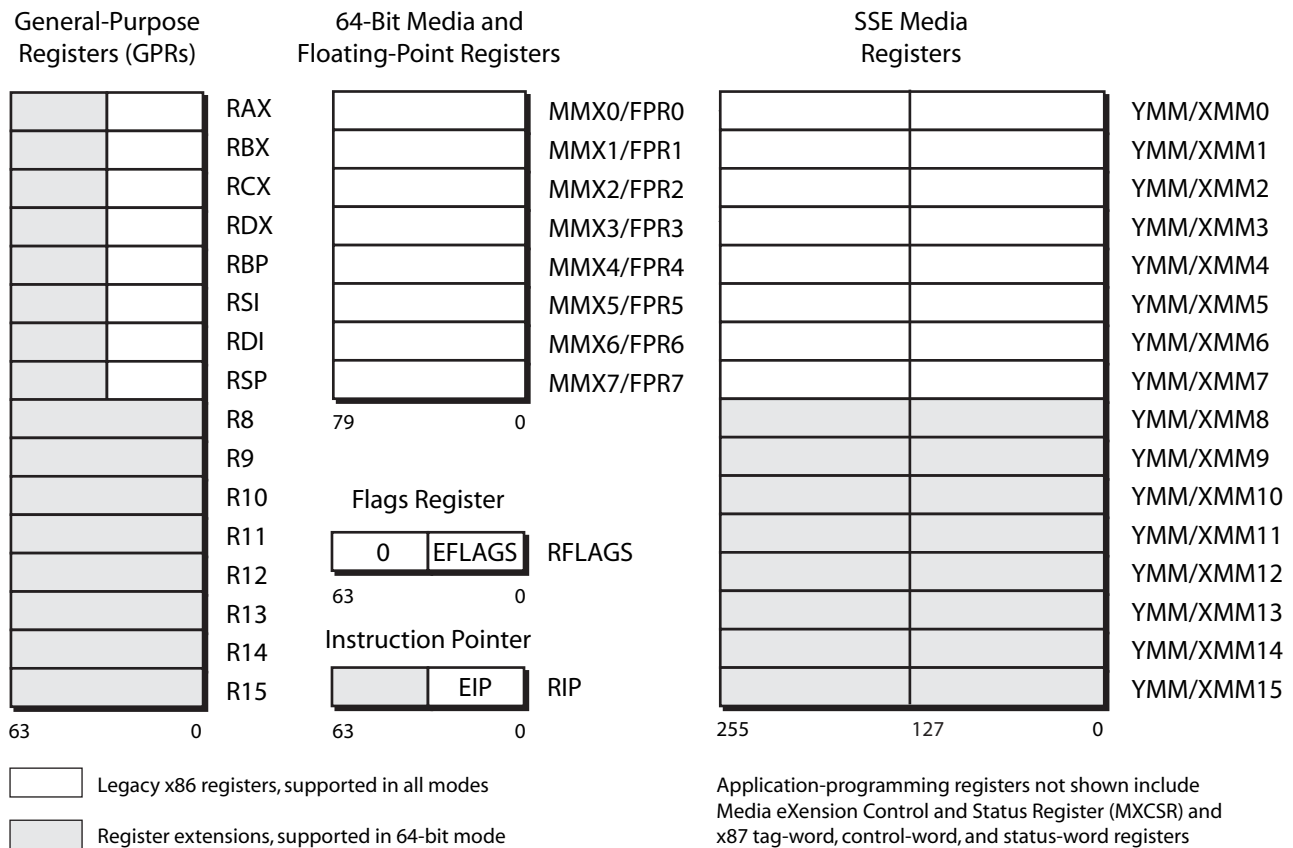 General-Purpose
Registers (GPRs)
RAX
RBX
RCX
RDX
RBP
RSI
RDI
RSP
R8
R9
R10
R11
R12
R13
R14
R15
63 0
64-Bit Media and
Floating-Point Registers
MMX0/FPR0
MMX1/FPR1
MMX2/FPR2
MMX3/FPR3
MMX4/FPR4
MMX5/FPR5
MMX6/FPR6
MMX7/FPR7
79 0
Flags Register
0 EFLAGS RFLAGS
63 0
Instruction Pointer
EIP RIP
63 0
SSE Media
Registers
YMM/XMM0
YMM/XMM1
YMM/XMM2
YMM/XMM3
YMM/XMM4
YMM/XMM5
YMM/XMM6
YMM/XMM7
YMM/XMM8
YMM/XMM9
YMM/XMM10
YMM/XMM11
YMM/XMM12
YMM/XMM13
YMM/XMM14
YMM/XMM15
255 127 0
Legacy x86 registers, supported in all modes
Register extensions, supported in 64-bit mode
Application-programming registers not shown include
Media eXension Control and Status Register (MXCSR) and
x87 tag-word, control-word, and status-word registers